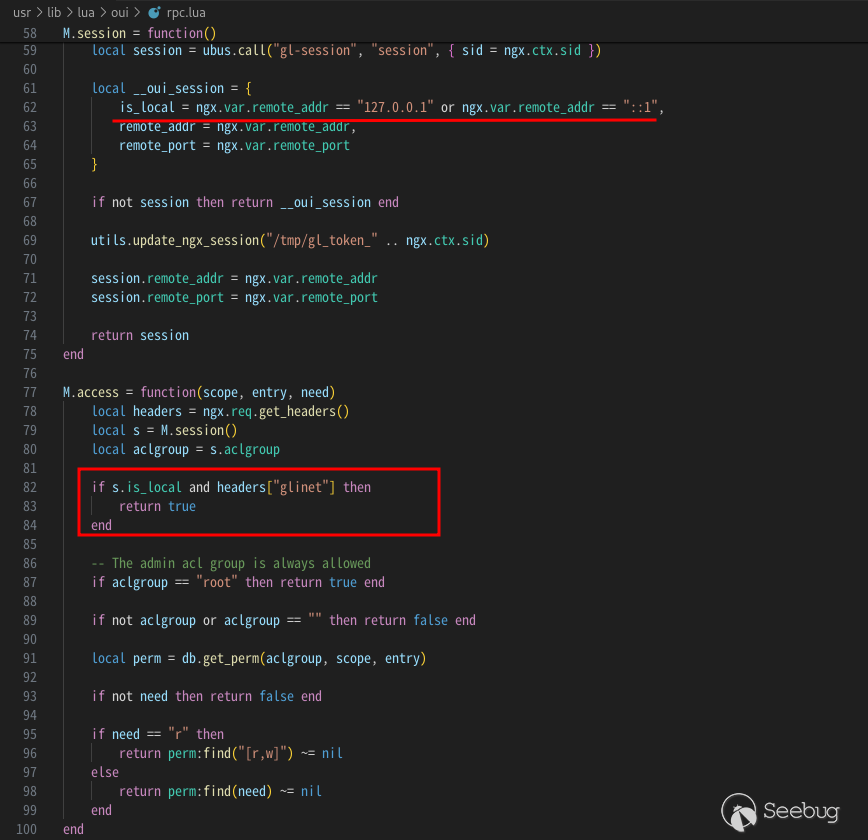 usr > lib > lua > oui > rpc.lua
58 M.session = function()
59     local session = ubus.call("gl-session", "session", { sid = ngx.ctx.sid })
60
61     local __oui_session = {
62         is_local = ngx.var.remote_addr == "127.0.0.1" or ngx.var.remote_addr == "::1",
63         remote_addr = ngx.var.remote_addr,
64         remote_port = ngx.var.remote_port
65     }
66
67     if not session then return __oui_session end
68
69     utils.update_ngx_session("/tmp/gl_token_" .. ngx.ctx.sid)
70
71     session.remote_addr = ngx.var.remote_addr
72     session.remote_port = ngx.var.remote_port
73
74     return session
75 end
76
77 M.access = function(scope, entry, need)
78     local headers = ngx.req.get_headers()
79     local s = M.session()
80     local aclgroup = s.aclgroup
81
82     if s.is_local and headers["glinet"] then
83         return true
84     end
85
86     -- The admin acl group is always allowed
87     if aclgroup == "root" then return true end
88
89     if not aclgroup or aclgroup == "" then return false end
90
91     local perm = db.get_perm(aclgroup, scope, entry)
92
93     if not need then return false end
94
95     if need == "r" then
96         return perm:find("[r,w]") ~= nil
97     else
98         return perm:find(need) ~= nil
99     end
100 end
Seebug